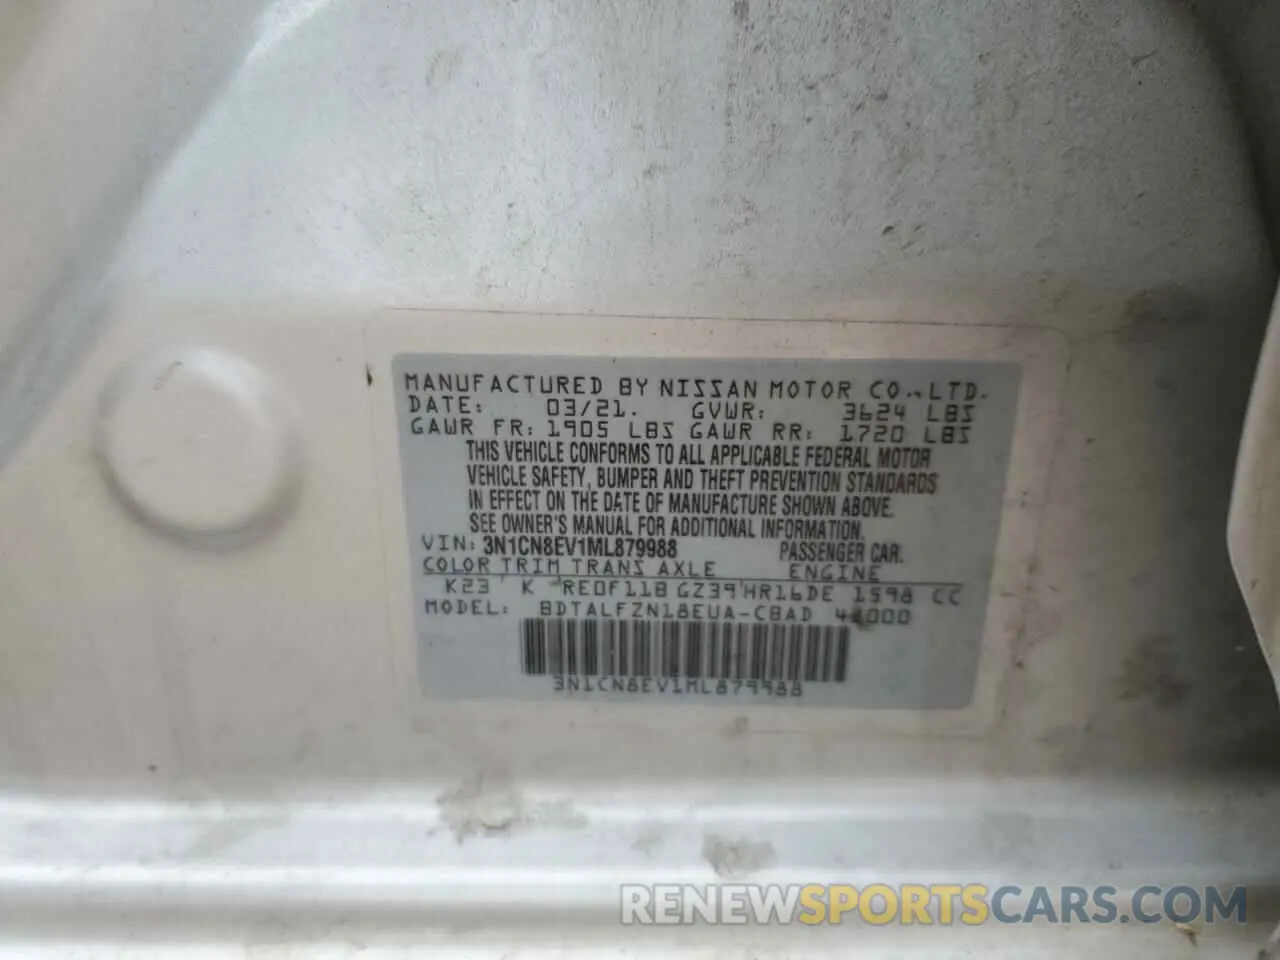 MANUFACTURED BY NISSAN MOTOR CO., LTD.
DATE: 03/21. GVWR: 3624 LBS
GAWR FR: 1905 LBS GAWR RR: 1720 LBS
THIS VEHICLE CONFORMS TO ALL APPLICABLE FEDERAL MOTOR
VEHICLE SAFETY, BUMPER AND THEFT PREVENTION STANDARDS
IN EFFECT ON THE DATE OF MANUFACTURE SHOWN ABOVE.
SEE OWNER'S MANUAL FOR ADDITIONAL INFORMATION.
VIN: 3N1CN8EV1ML879988 PASSENGER CAR.
COLOR TRIM TRANS AXLE ENGINE
K23 K RE0F11B GZ39 HR16DE 1598 CC
MODEL: BDTALFZN18EUA-CBAD
3N1CN8EV1ML879988
RENEWSPORTSCARS.COM